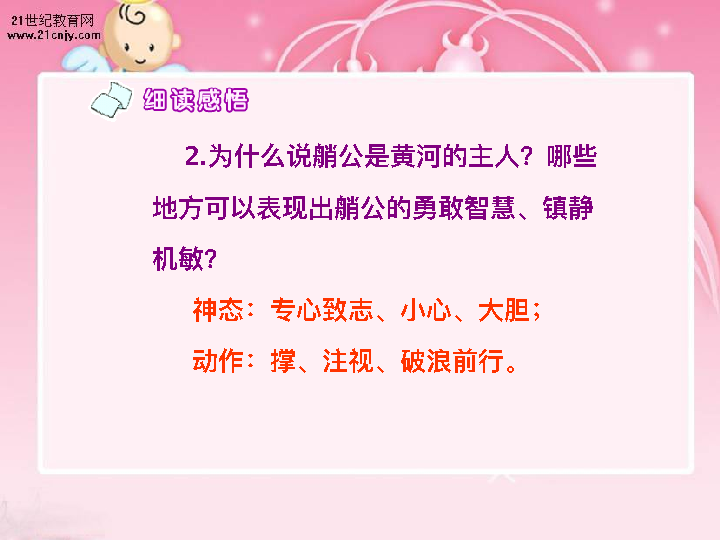 21世纪教育网
www.21cnjy.com
细读感悟
2.为什么说艄公是黄河的主人？哪些
地方可以表现出艄公的勇敢智慧、镇静
机敏？
神态：专心致志、小心、大胆；
动作：撑、注视、破浪前行。